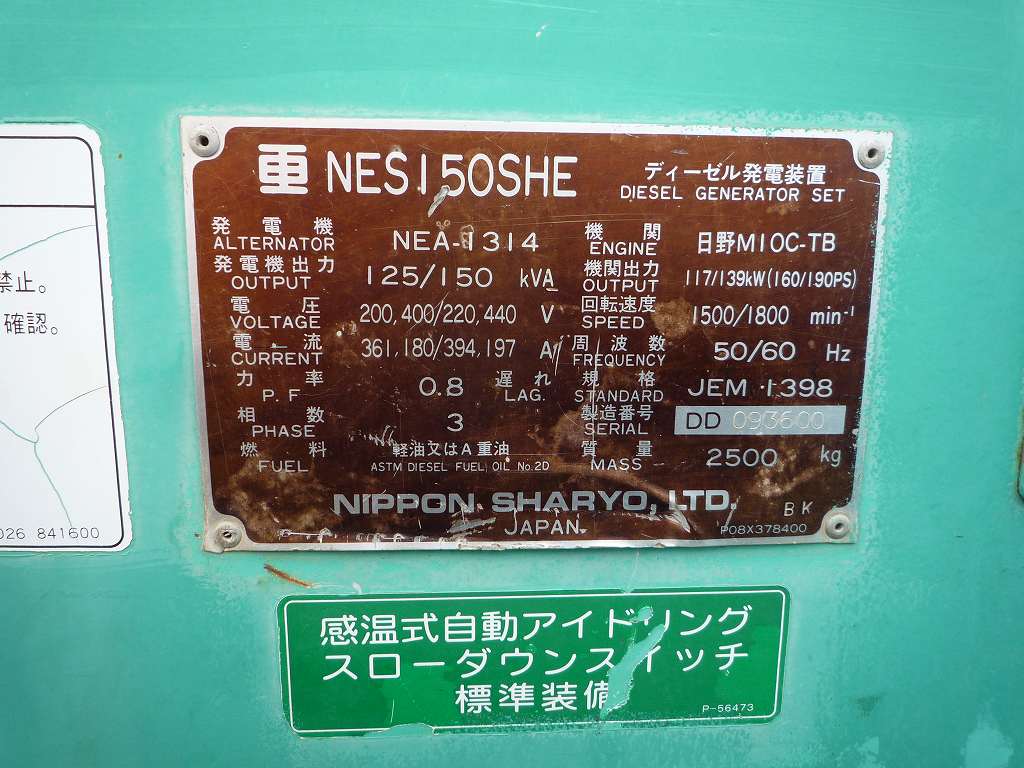 禁止。
確認。
026 841600
重 NES150SHE
ディーゼル発電装置
DIESEL GENERATOR SET
発電機
ALTERNATOR NEA-1314
発電機出力
OUTPUT 125/150 kVA
電圧
VOLTAGE 200,400/220,440 V
電流
CURRENT 361,180/394,197 A
力率
P.F 0.8 遅れ LAG.
相数
PHASE 3
燃料
FUEL 軽油又はA重油
ASTM DIESEL FUEL OIL No.2D
機関
ENGINE 日野M10C-TB
機関出力
OUTPUT 117/139kW(160/190PS)
回転速度
SPEED 1500/1800 min⁻¹
周波数
FREQUENCY 50/60 Hz
規格
STANDARD JEM 1398
製造番号
SERIAL DD 093600
質量
MASS 2500 kg
NIPPON SHARYO, LTD.
JAPAN
BK
P08X378400
感温式自動アイドリング
スローダウンスイッチ
標準装備
P-56473